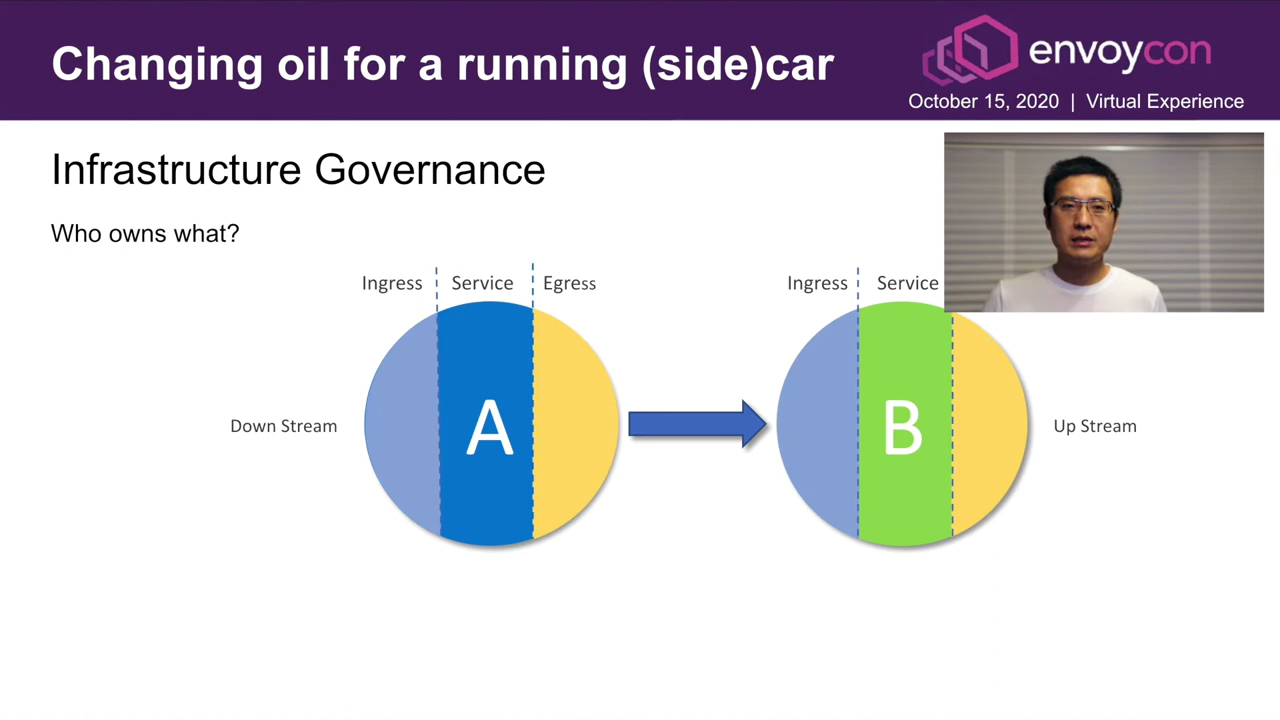 Changing oil for a running (side)car
envoycon
October 15, 2020 | Virtual Experience
Infrastructure Governance
Who owns what?
Ingress Service Egress
Ingress Service
Down Stream
A
B
Up Stream